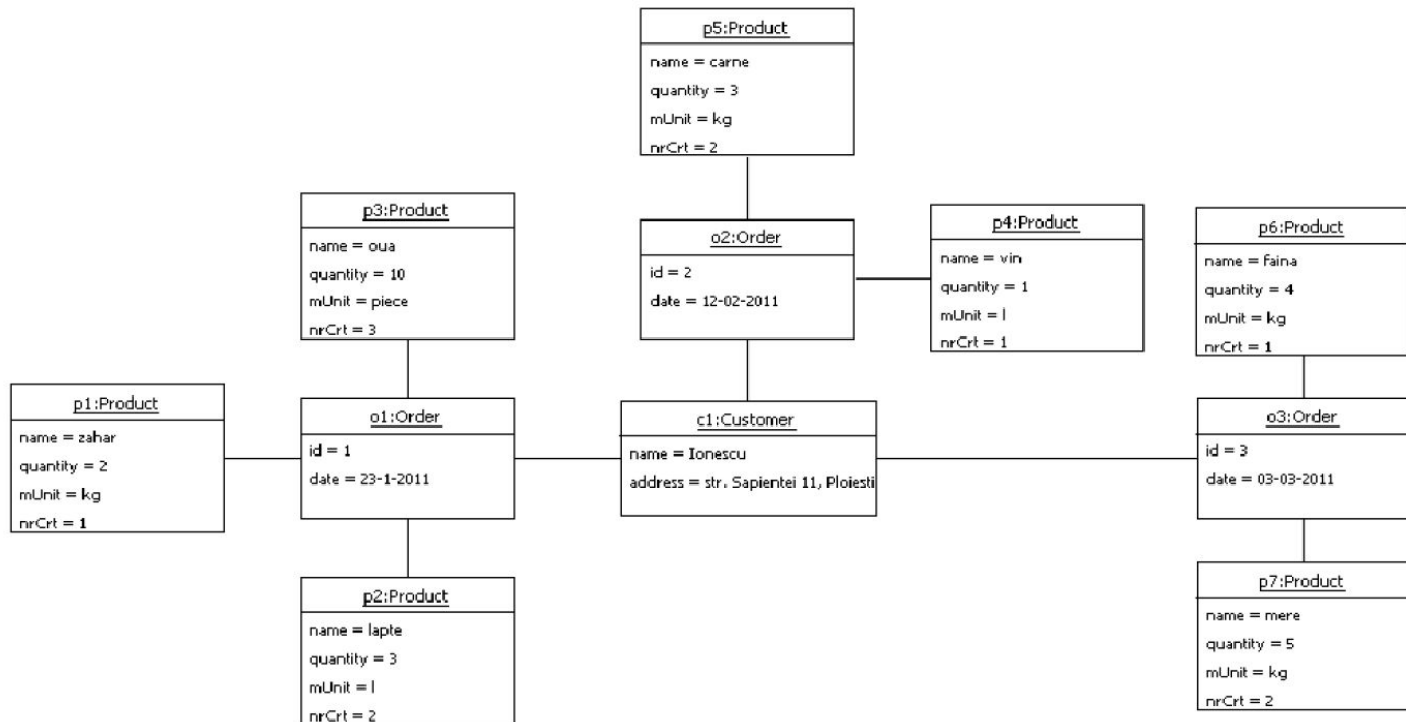 p5:Product
name = carne
quantity = 3
mUnit = kg
nrCrt = 2
p3:Product
name = oua
quantity = 10
mUnit = piece
nrCrt = 3
o2:Order
id = 2
date = 12-02-2011
p4:Product
name = vin
quantity = 1
mUnit = l
nrCrt = 1
p6:Product
name = faina
quantity = 4
mUnit = kg
nrCrt = 1
p1:Product
name = zahar
quantity = 2
mUnit = kg
nrCrt = 1
o1:Order
id = 1
date = 23-1-2011
c1:Customer
name = Ionescu
address = str. Sapientei 11, Ploiesti
o3:Order
id = 3
date = 03-03-2011
p2:Product
name = lapte
quantity = 3
mUnit = l
nrCrt = 2
p7:Product
name = mere
quantity = 5
mUnit = kg
nrCrt = 2